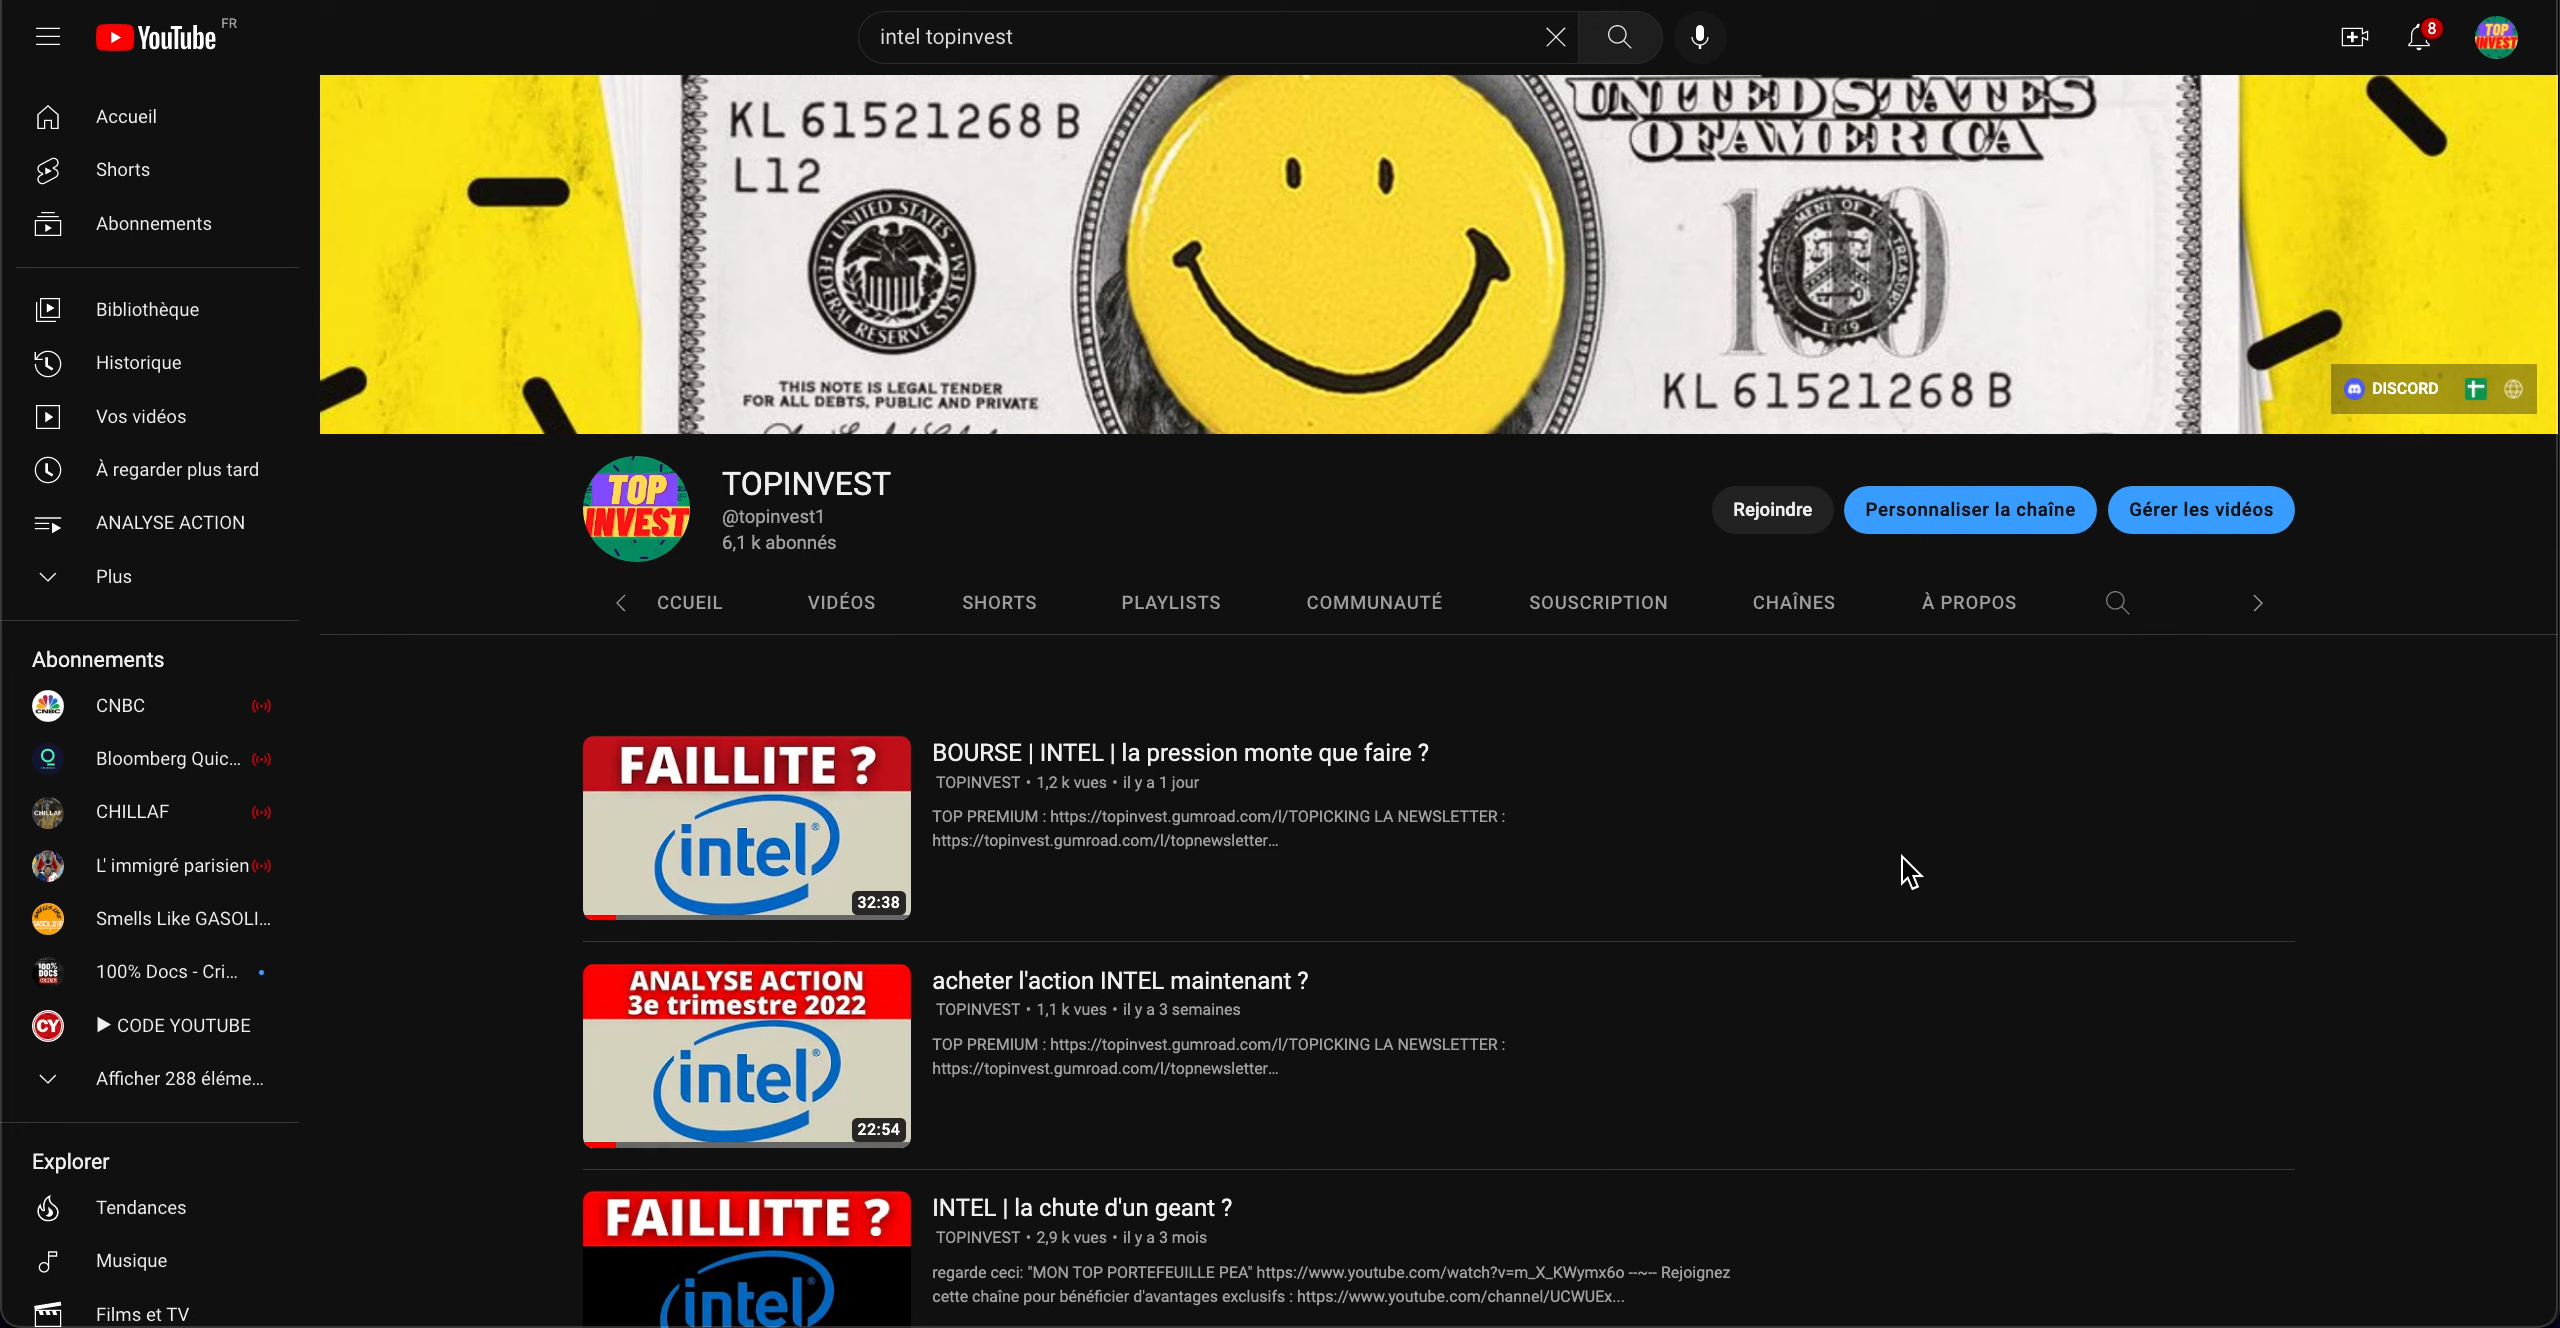 YouTube FR
intel topinvest
8
TOP
INVEST
Accueil
Shorts
Abonnements
Bibliothèque
Historique
Vos vidéos
À regarder plus tard
ANALYSE ACTION
Plus
Abonnements
CNBC
Bloomberg Quic...
CHILLAF
L' immigré parisien
Smells Like GASOLI...
100% Docs - Cri...
CY
CODE YOUTUBE
Afficher 288 éléme...
Explorer
Tendances
Musique
Films et TV
KL 61521268 B
L12
UNITED STATES
FEDERAL RESERVE SYSTEM
THIS NOTE IS LEGAL TENDER
FOR ALL DEBTS, PUBLIC AND PRIVATE
UNITED STATES
OF AMERICA
100
1789
KL 61521268 B
DISCORD
TOP
INVEST
TOPINVEST
@topinvest1
6,1 k abonnés
Rejoindre
Personnaliser la chaîne
Gérer les vidéos
CCUEIL
VIDÉOS
SHORTS
PLAYLISTS
COMMUNAUTÉ
SOUSCRIPTION
CHAÎNES
À PROPOS
FAILLITE ?
intel®
32:38
BOURSE | INTEL | la pression monte que faire ?
TOPINVEST • 1,2 k vues • il y a 1 jour
TOP PREMIUM : https://topinvest.gumroad.com/l/TOPICKING LA NEWSLETTER :
https://topinvest.gumroad.com/l/topnewsletter...
ANALYSE ACTION
3e trimestre 2022
intel®
22:54
acheter l'action INTEL maintenant ?
TOPINVEST • 1,1 k vues • il y a 3 semaines
TOP PREMIUM : https://topinvest.gumroad.com/l/TOPICKING LA NEWSLETTER :
https://topinvest.gumroad.com/l/topnewsletter...
FAILLITTE ?
intel
INTEL | la chute d'un geant ?
TOPINVEST • 2,9 k vues • il y a 3 mois
regarde ceci: "MON TOP PORTEFEUILLE PEA" https://www.youtube.com/watch?v=m_X_KWymx6o --~-- Rejoignez
cette chaîne pour bénéficier d'avantages exclusifs : https://www.youtube.com/channel/UCWUEx...